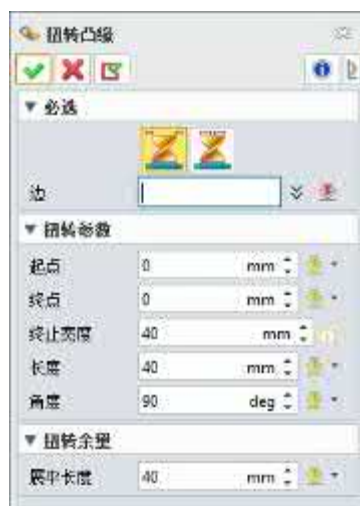 扭转凸缘
▼ 必选
边
▼ 扭转参数
起点 0 mm
终点 0 mm
终止宽度 40 mm
长度 40 mm
角度 90 deg
▼ 扭转余量
展平长度 40 mm